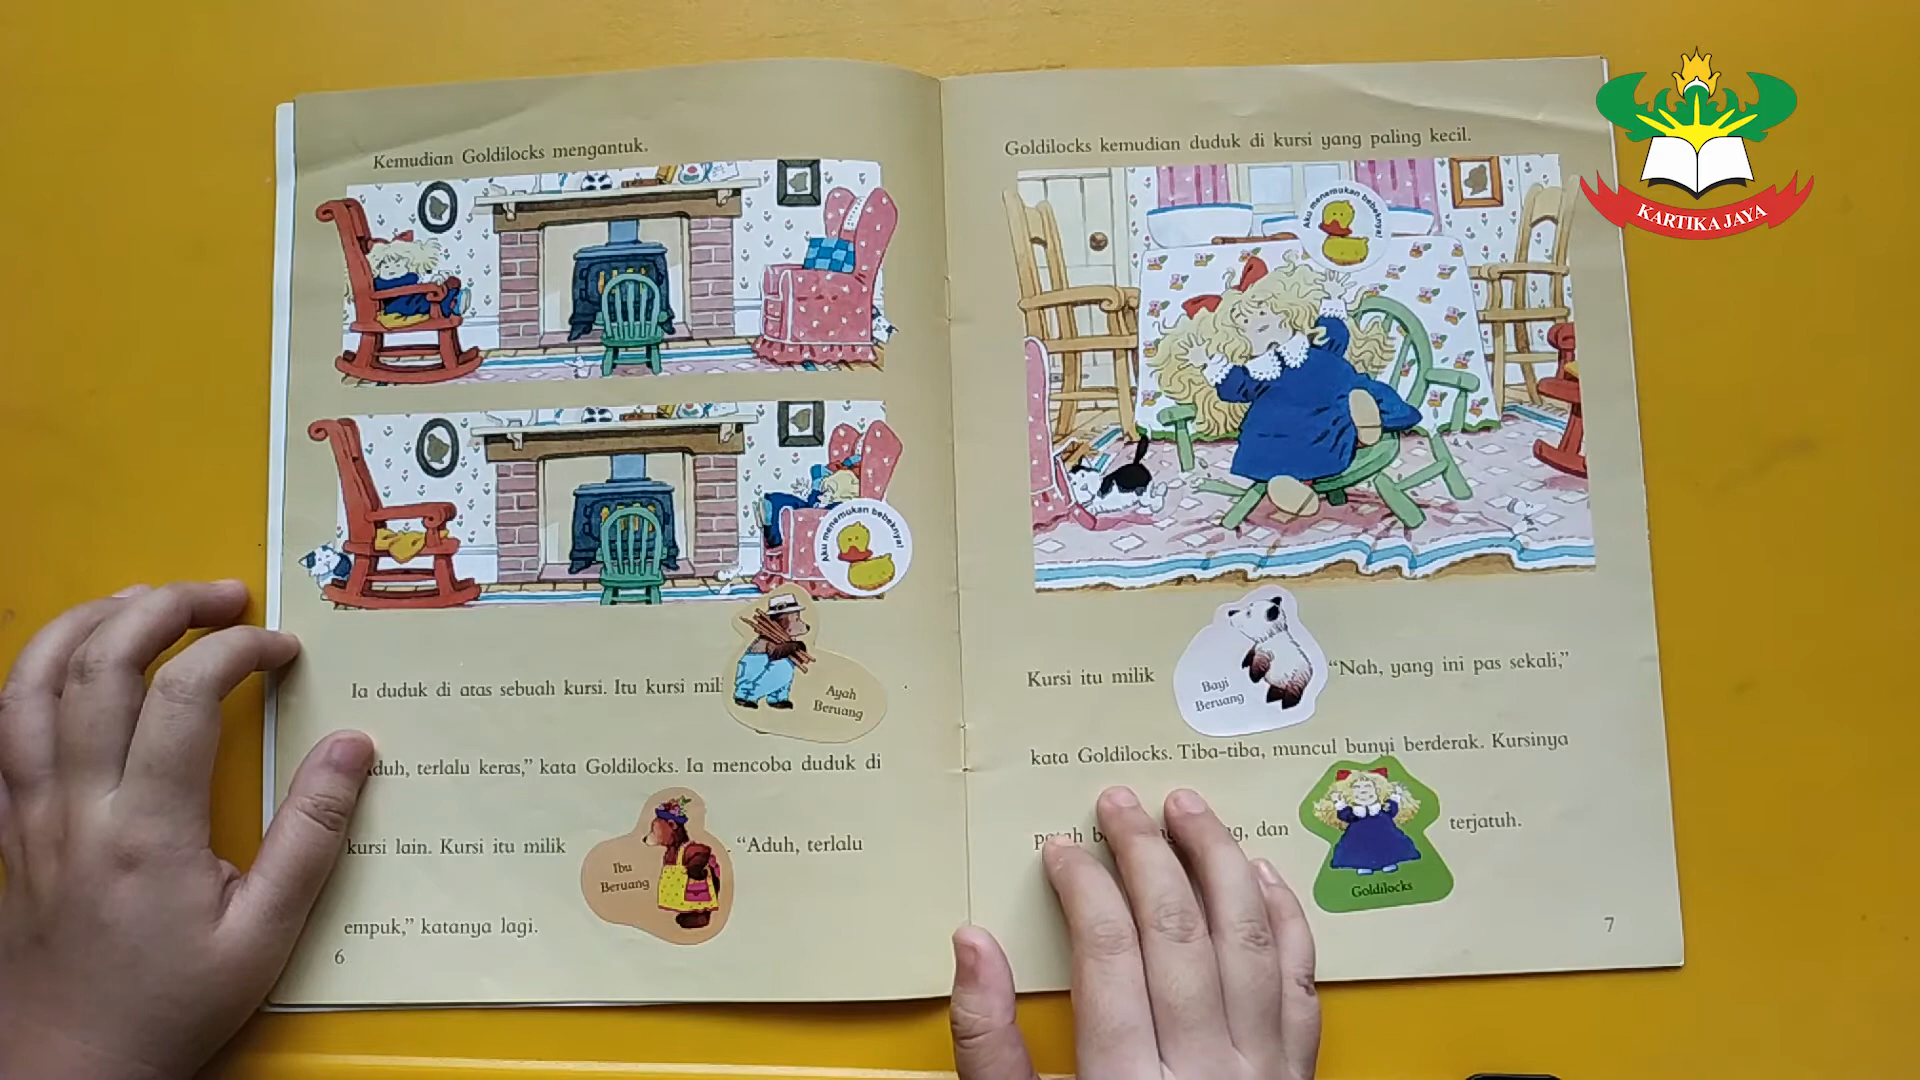 Kemudian Goldilocks mengantuk.
Aku menemukan bebeknya!
Ia duduk di atas sebuah kursi. Itu kursi
Ayah
Beruang
terlalu keras,” kata Goldilocks. Ia mencoba duduk di
kursi lain. Kursi itu milik
Ibu
Beruang
. “Aduh, terlalu
empuk,” katanya lagi.
6
Goldilocks kemudian duduk di kursi yang paling kecil.
Aku menemukan bebeknya!
Kursi itu milik
Bayi
Beruang
“Nah, yang ini pas sekali,”
kata Goldilocks. Tiba-tiba, muncul bunyi berderak. Kursinya
dan
Goldilocks
terjatuh.
7
KARTIKA JAYA